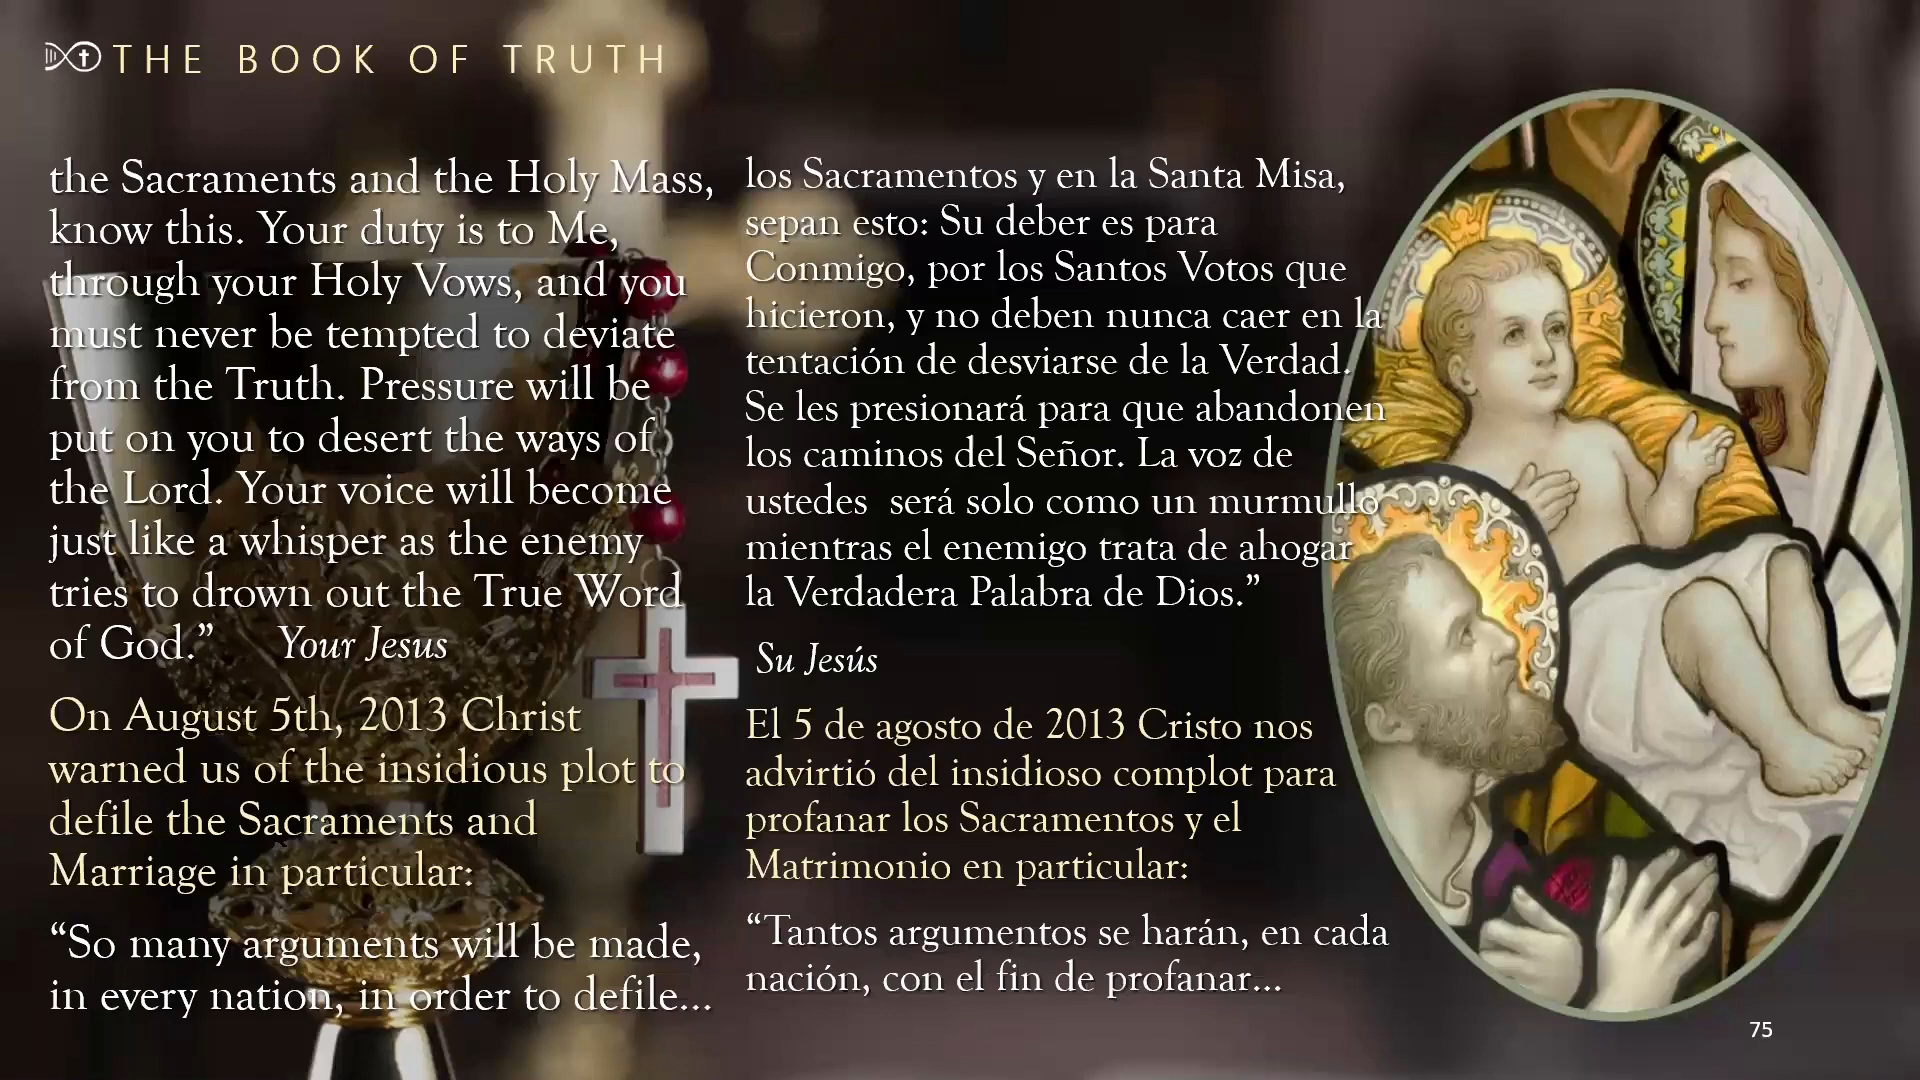 THE BOOK OF TRUTH
the Sacraments and the Holy Mass,
know this. Your duty is to Me,
through your Holy Vows, and you
must never be tempted to deviate
from the Truth. Pressure will be
put on you to desert the ways of
the Lord. Your voice will become
just like a whisper as the enemy
tries to drown out the True Word
of God.” Your Jesus
On August 5th, 2013 Christ
warned us of the insidious plot to
defile the Sacraments and
Marriage in particular:
“So many arguments will be made,
in every nation, in order to defile...
los Sacramentos y en la Santa Misa,
sepan esto: Su deber es para
Conmigo, por los Santos Votos que
hicieron, y no deben nunca caer en la
tentación de desviarse de la Verdad.
Se les presionará para que abandonen
los caminos del Señor. La voz de
ustedes será solo como un murmullo
mientras el enemigo trata de ahogar
la Verdadera Palabra de Dios.”
Su Jesús
El 5 de agosto de 2013 Cristo nos
advirtió del insidioso complot para
profanar los Sacramentos y el
Matrimonio en particular:
“Tantos argumentos se harán, en cada
nación, con el fin de profanar...
75